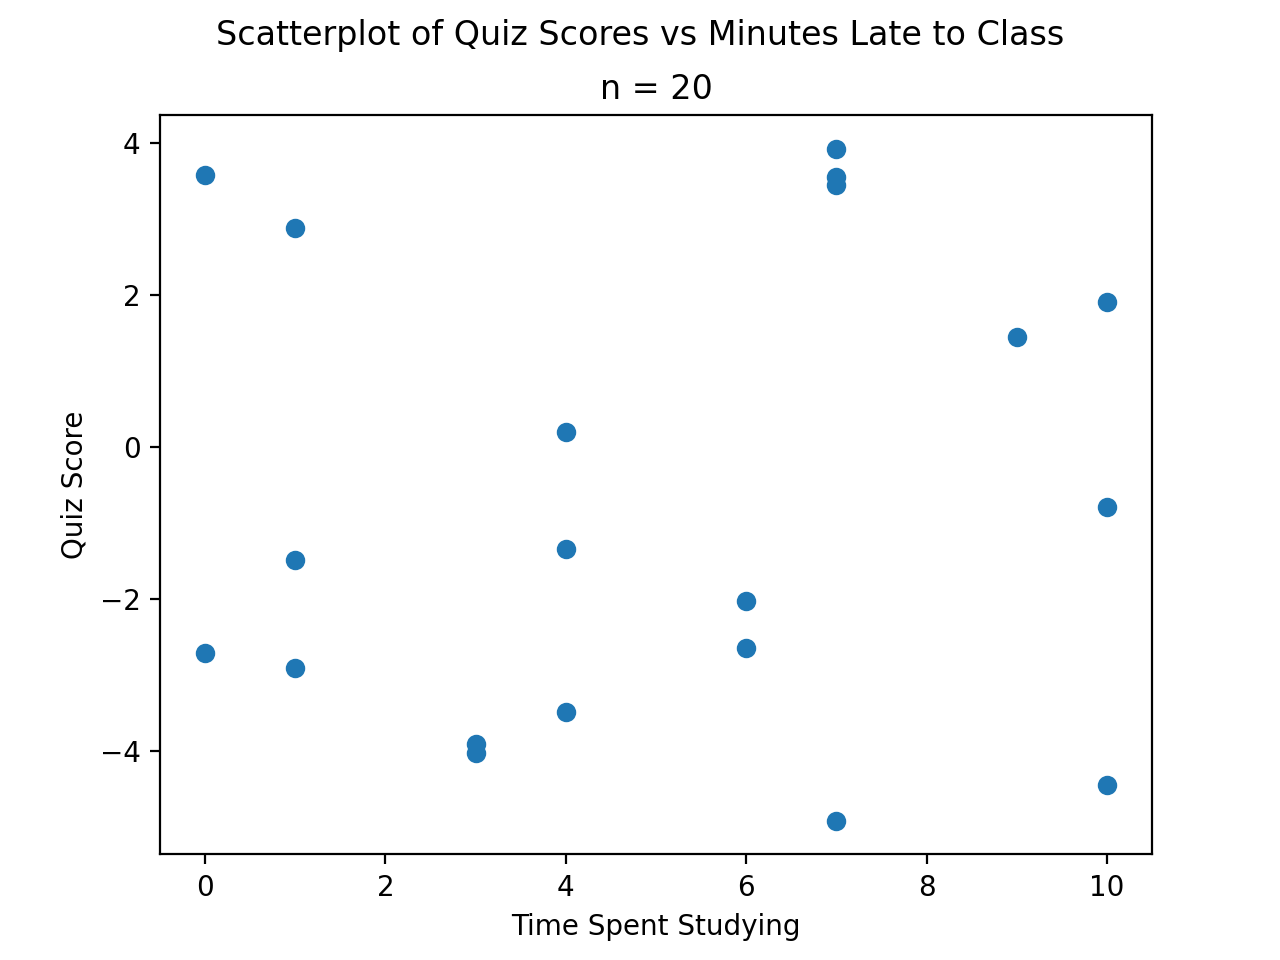 Scatterplot of Quiz Scores vs Minutes Late to Class
n = 20
4
2
0
−2
−4
Quiz Score
0 2 4 6 8 10
Time Spent Studying